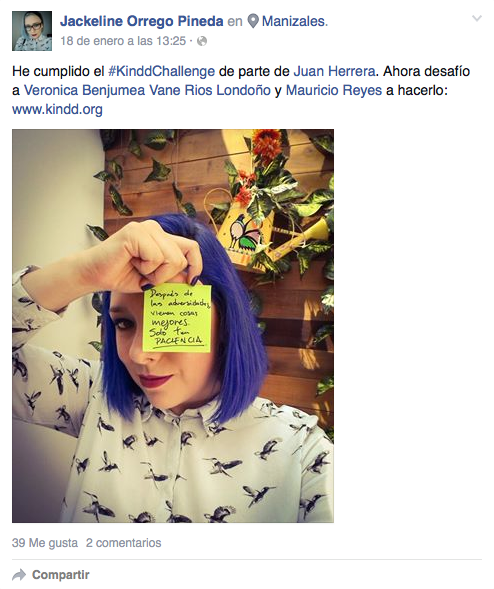 Jackeline Orrego Pineda en Manizales.
18 de enero a las 13:25 ·
He cumplido el #KinddChallenge de parte de Juan Herrera. Ahora desafío
a Veronica Benjumea Vane Rios Londoño y Mauricio Reyes a hacerlo:
www.kindd.org
Después de
las adversidades
vienen cosas
mejores.
Solo ten
PACIENCIA
39 Me gusta 2 comentarios
Compartir